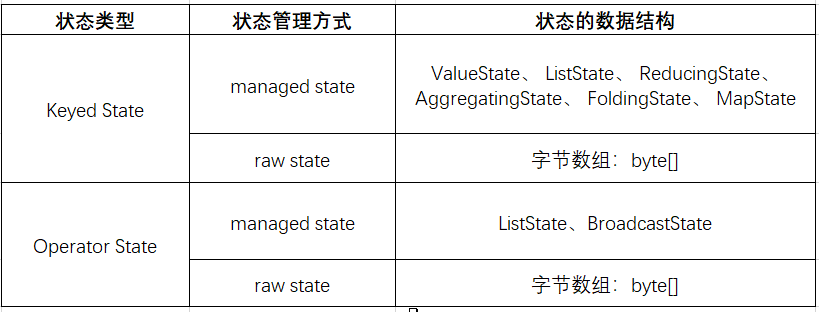 状态类型 状态管理方式 状态的数据结构
Keyed State
managed state
ValueState、 ListState、 ReducingState、
AggregatingState、 FoldingState、 MapState
raw state
字节数组：byte[]
Operator State
managed state
ListState、BroadcastState
raw state
字节数组：byte[]